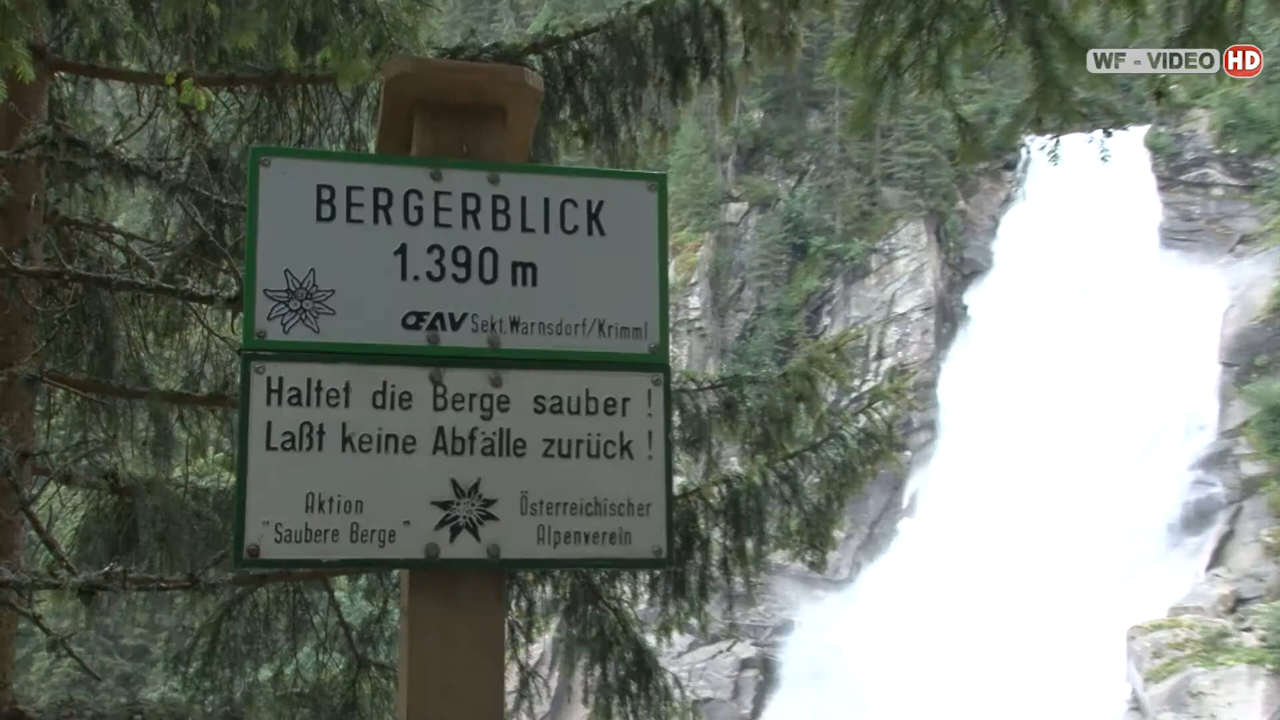 WF - VIDEO HD
BERGERBLICK
1.390 m
OEAV Sekt. Warnsdorf/Krimml
Haltet die Berge sauber !
Laßt keine Abfälle zurück !
Aktion
"Saubere Berge"
Österreichischer
Alpenverein